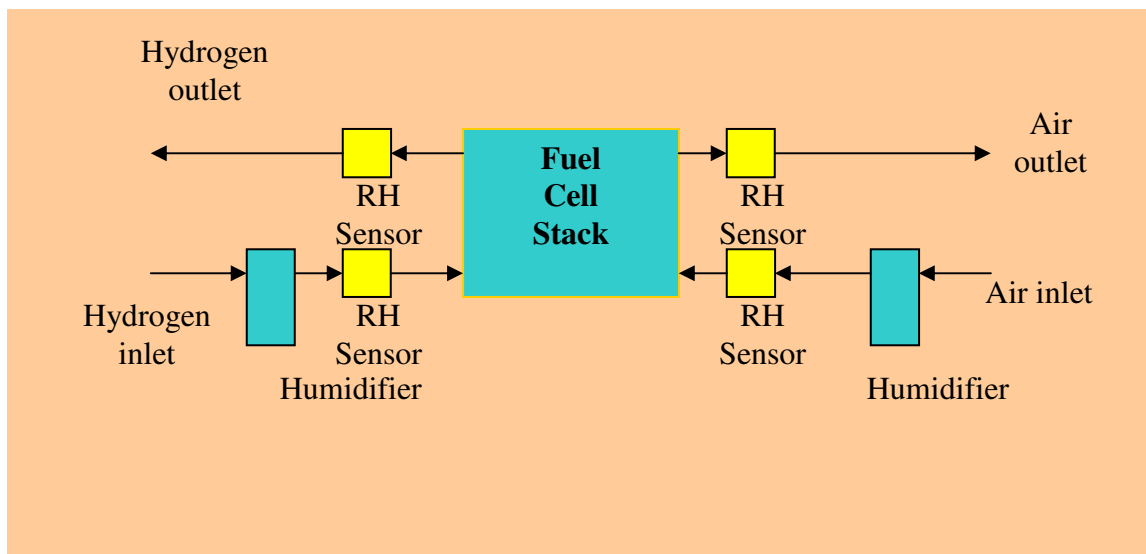 Hydrogen
outlet
Fuel
Cell
Stack
Air
outlet
RH
Sensor
RH
Sensor
Hydrogen
inlet
RH
Sensor
Humidifier
RH
Sensor
Air inlet
Humidifier